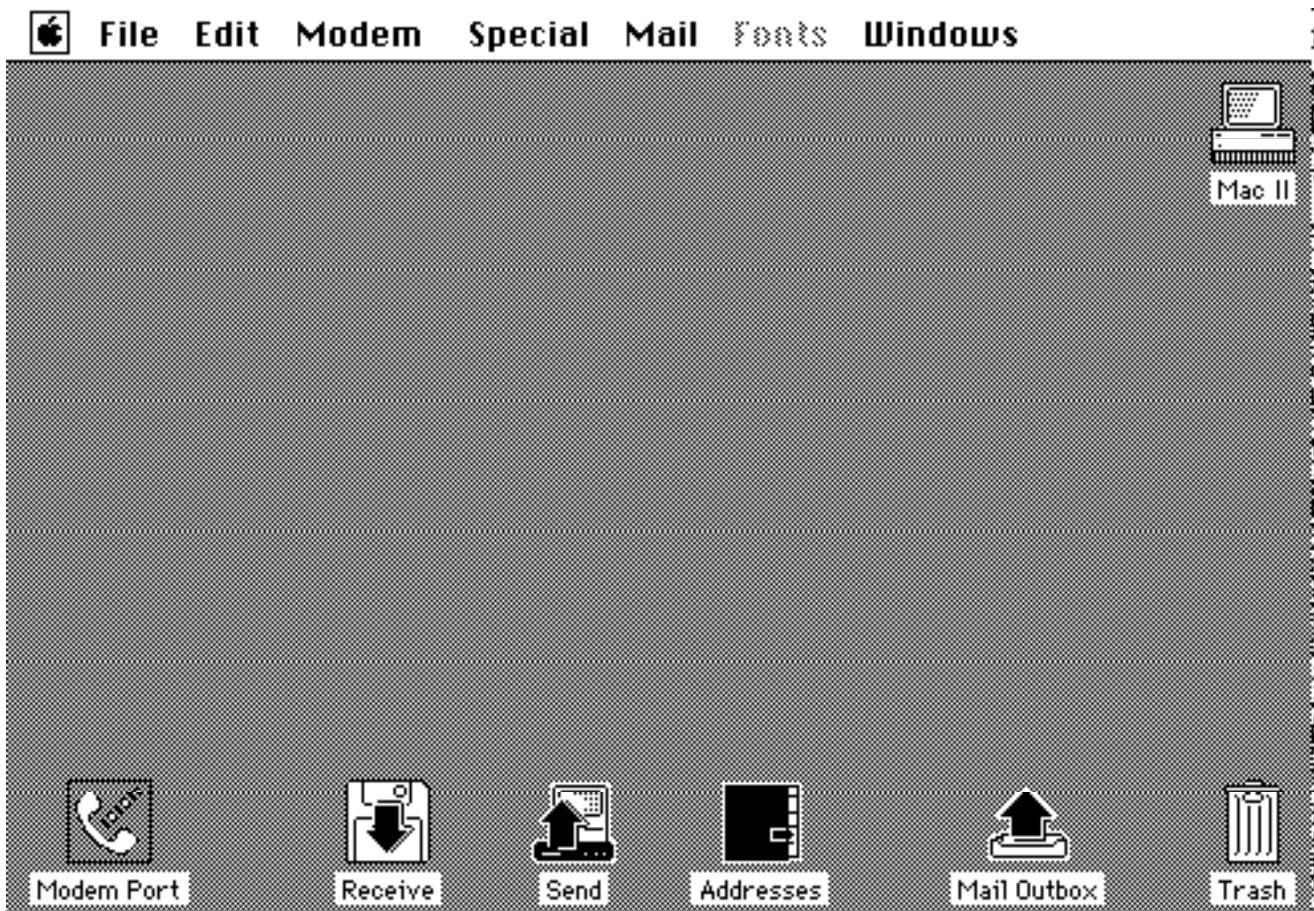 File Edit Modem Special Mail Fonts Windows
Mac II
Modem Port Receive Send Addresses Mail Outbox Trash